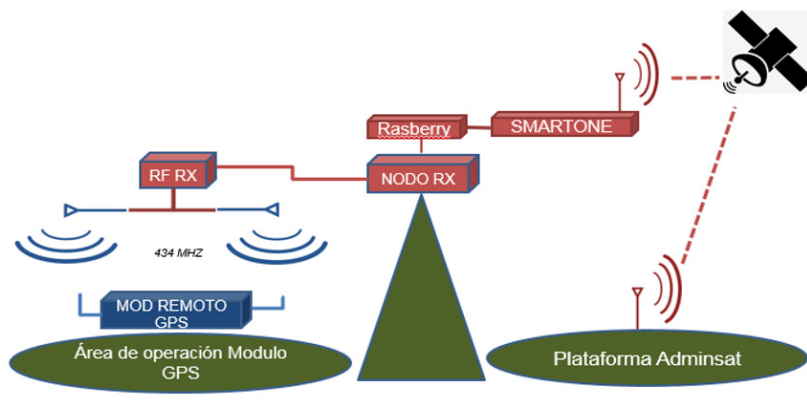 Rasberry
SMARTONE
RF RX
NODO RX
434 MHZ
MOD REMOTO
GPS
Área de operación Modulo
GPS
Plataforma Adminsat